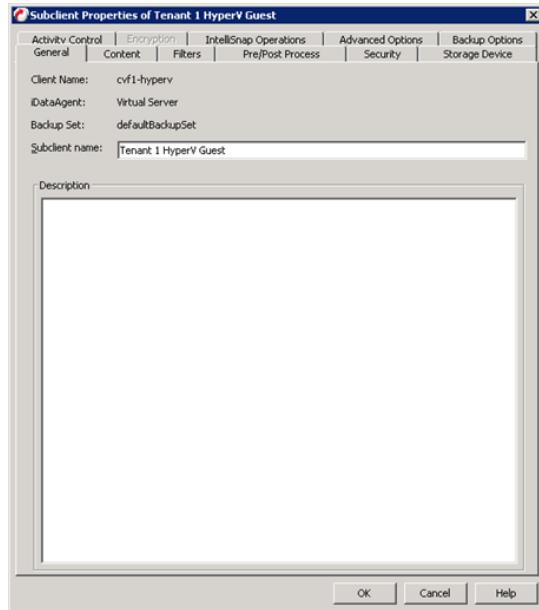 Subclient Properties of Tenant 1 HyperV Guest
Activity Control Encryption IntelliSnap Operations Advanced Options Backup Options
General Content Filters Pre/Post Process Security Storage Device
Client Name: cvf1-hyperv
iDataAgent: Virtual Server
Backup Set: defaultBackupSet
Subclient name: Tenant 1 HyperV Guest
Description
OK Cancel Help